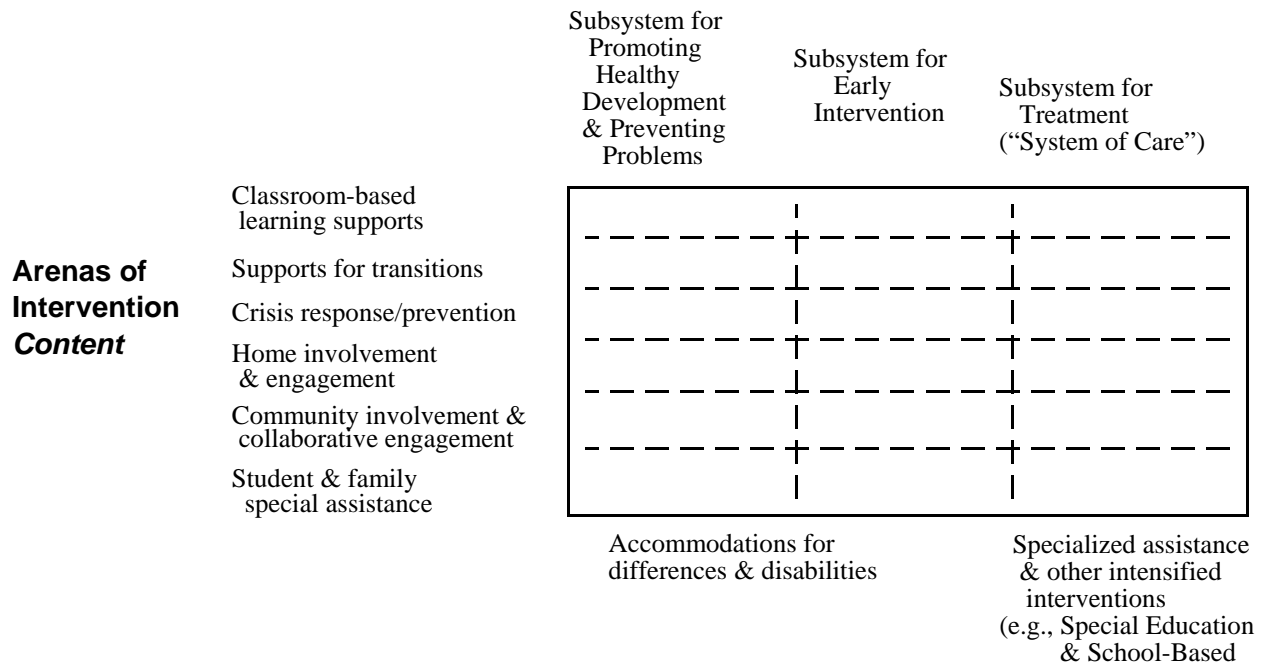 Subsystem for
Promoting
Healthy
Development
& Preventing
Problems
Subsystem for
Early
Intervention
Subsystem for
Treatment
(“System of Care”)
Arenas of
Intervention
Content
Classroom-based
learning supports
Supports for transitions
Crisis response/prevention
Home involvement
& engagement
Community involvement &
collaborative engagement
Student & family
special assistance
Accommodations for
differences & disabilities
Specialized assistance
& other intensified
interventions
(e.g., Special Education
& School-Based